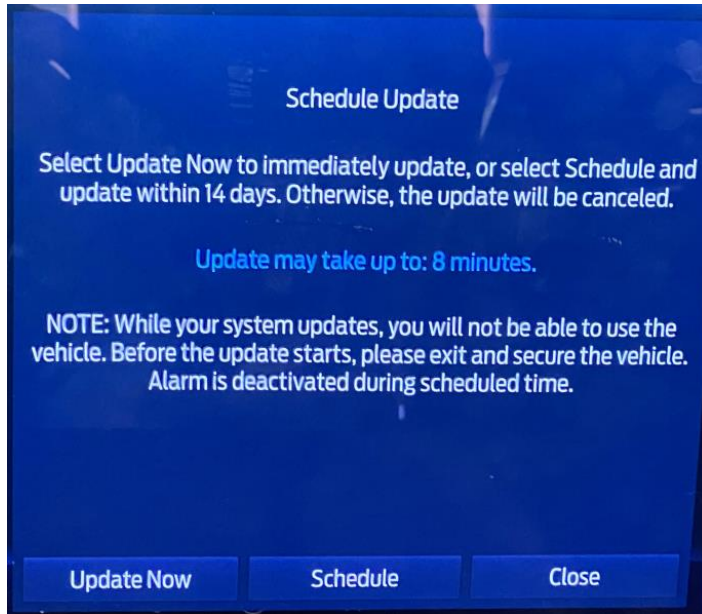 Schedule Update
Select Update Now to immediately update, or select Schedule and
update within 14 days. Otherwise, the update will be canceled.
Update may take up to: 8 minutes.
NOTE: While your system updates, you will not be able to use the
vehicle. Before the update starts, please exit and secure the vehicle.
Alarm is deactivated during scheduled time.
Update Now
Schedule
Close